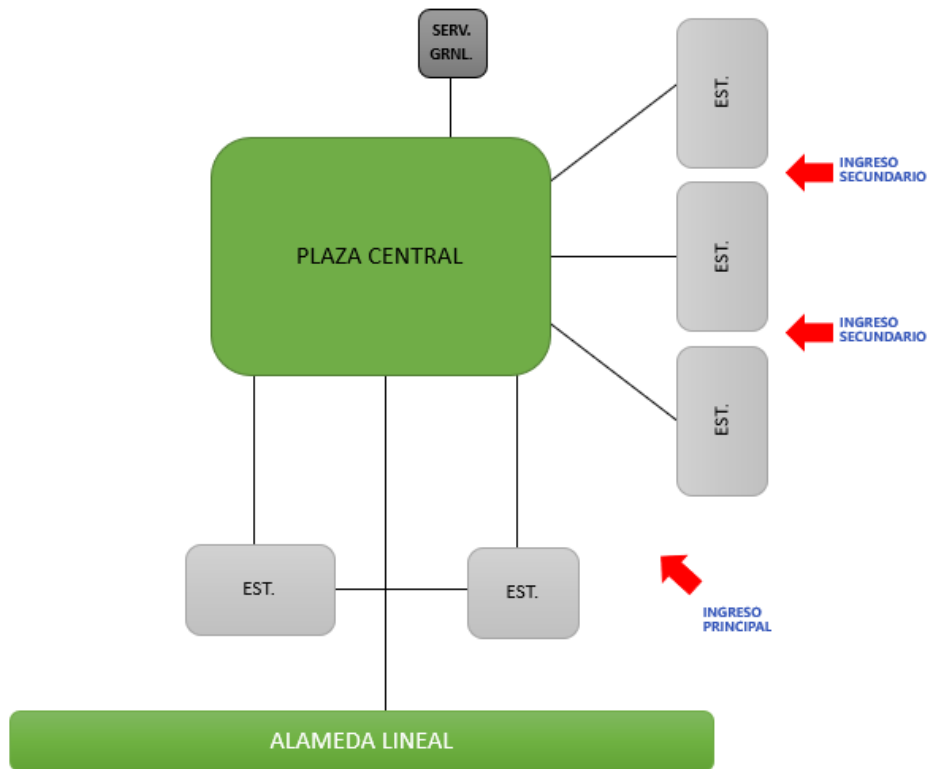 SERV.
GRNL.
EST.
INGRESO
SECUNDARIO
PLAZA CENTRAL
EST.
INGRESO
SECUNDARIO
EST.
EST.
EST.
INGRESO
PRINCIPAL
ALAMEDA LINEAL